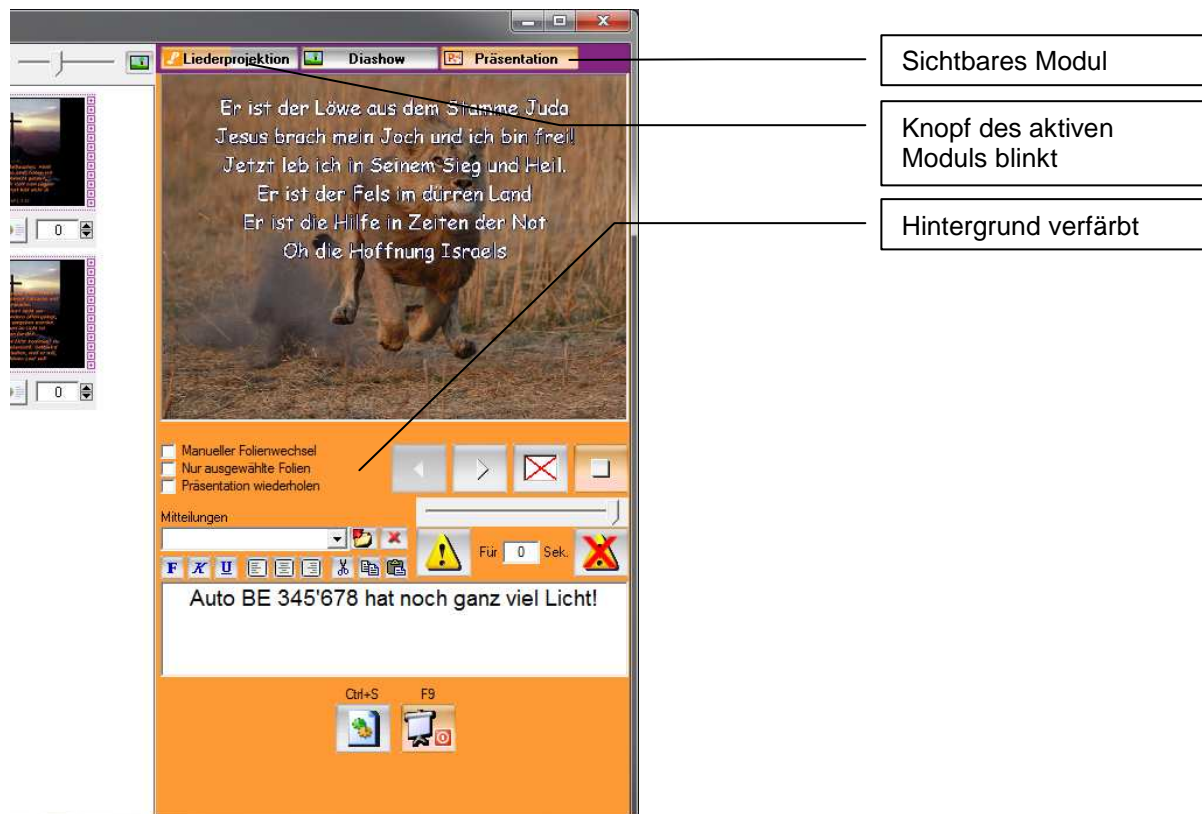 Liederprojektion Diashow Präsentation
Sichtbares Modul
Er ist der Löwe aus dem Stamme Juda
Jesus brach mein Joch und ich bin frei!
Jetzt leb ich in Seinem Sieg und Heil.
Er ist der Fels im dürren Land
Er ist die Hilfe in Zeiten der Not
Oh die Hoffnung Israels
Knopf des aktiven
Moduls blinkt
Hintergrund verfärbt
0
0
Manueller Folienwechsel
Nur ausgewählte Folien
Präsentation wiederholen
Mitteilungen
Für 0 Sek.
F K U
Auto BE 345'678 hat noch ganz viel Licht!
Ctrl+S F9